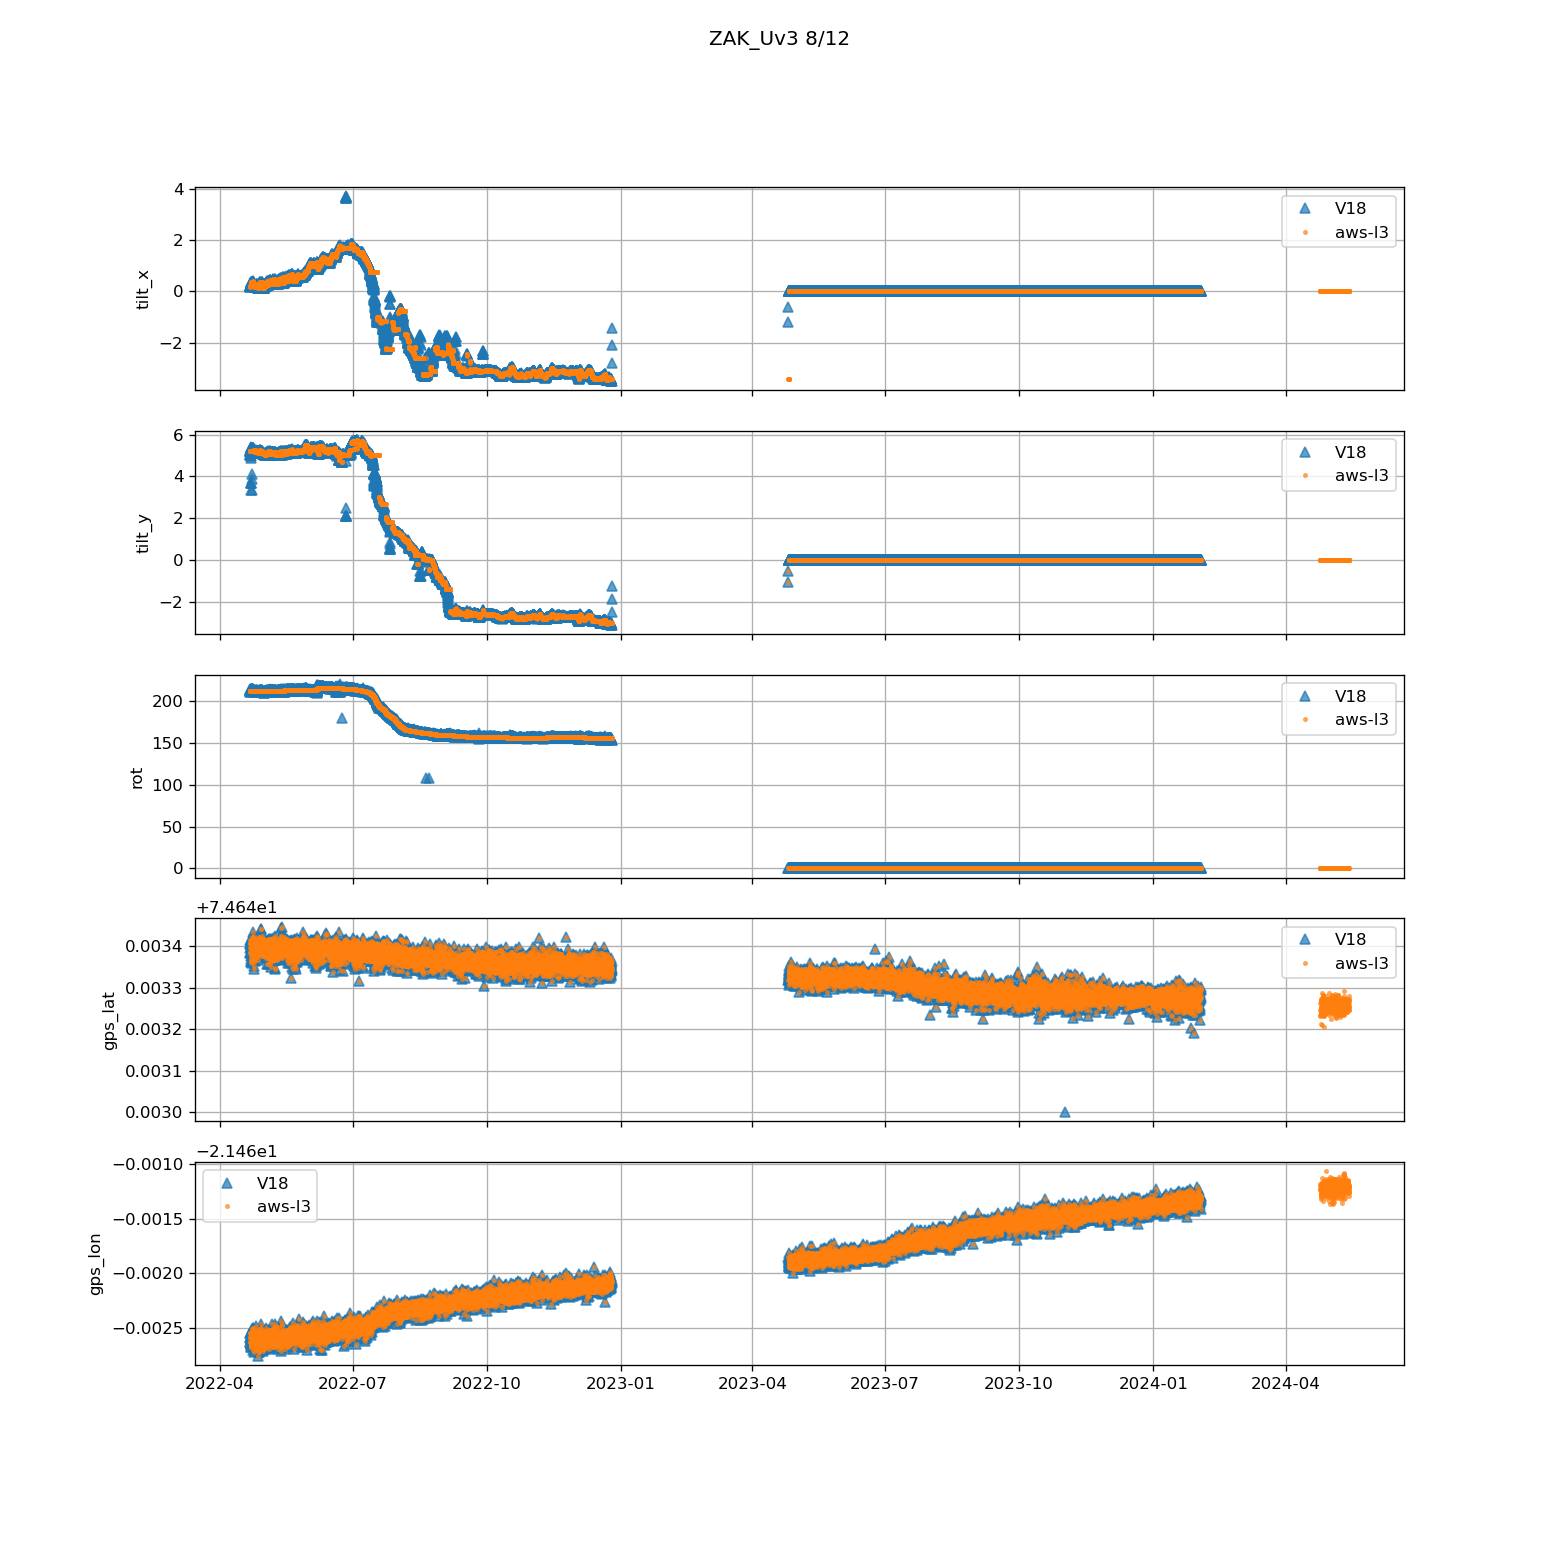 ZAK_Uv3 8/12
4
2
0
−2
tilt_x
V18
aws-l3
6
4
2
0
−2
tilt_y
V18
aws-l3
200
150
100
50
0
rot
V18
aws-l3
+7.464e1
0.0034
0.0033
0.0032
0.0031
0.0030
gps_lat
V18
aws-l3
−2.146e1
−0.0010
−0.0015
−0.0020
−0.0025
gps_lon
V18
aws-l3
2022-04 2022-07 2022-10 2023-01 2023-04 2023-07 2023-10 2024-01 2024-04